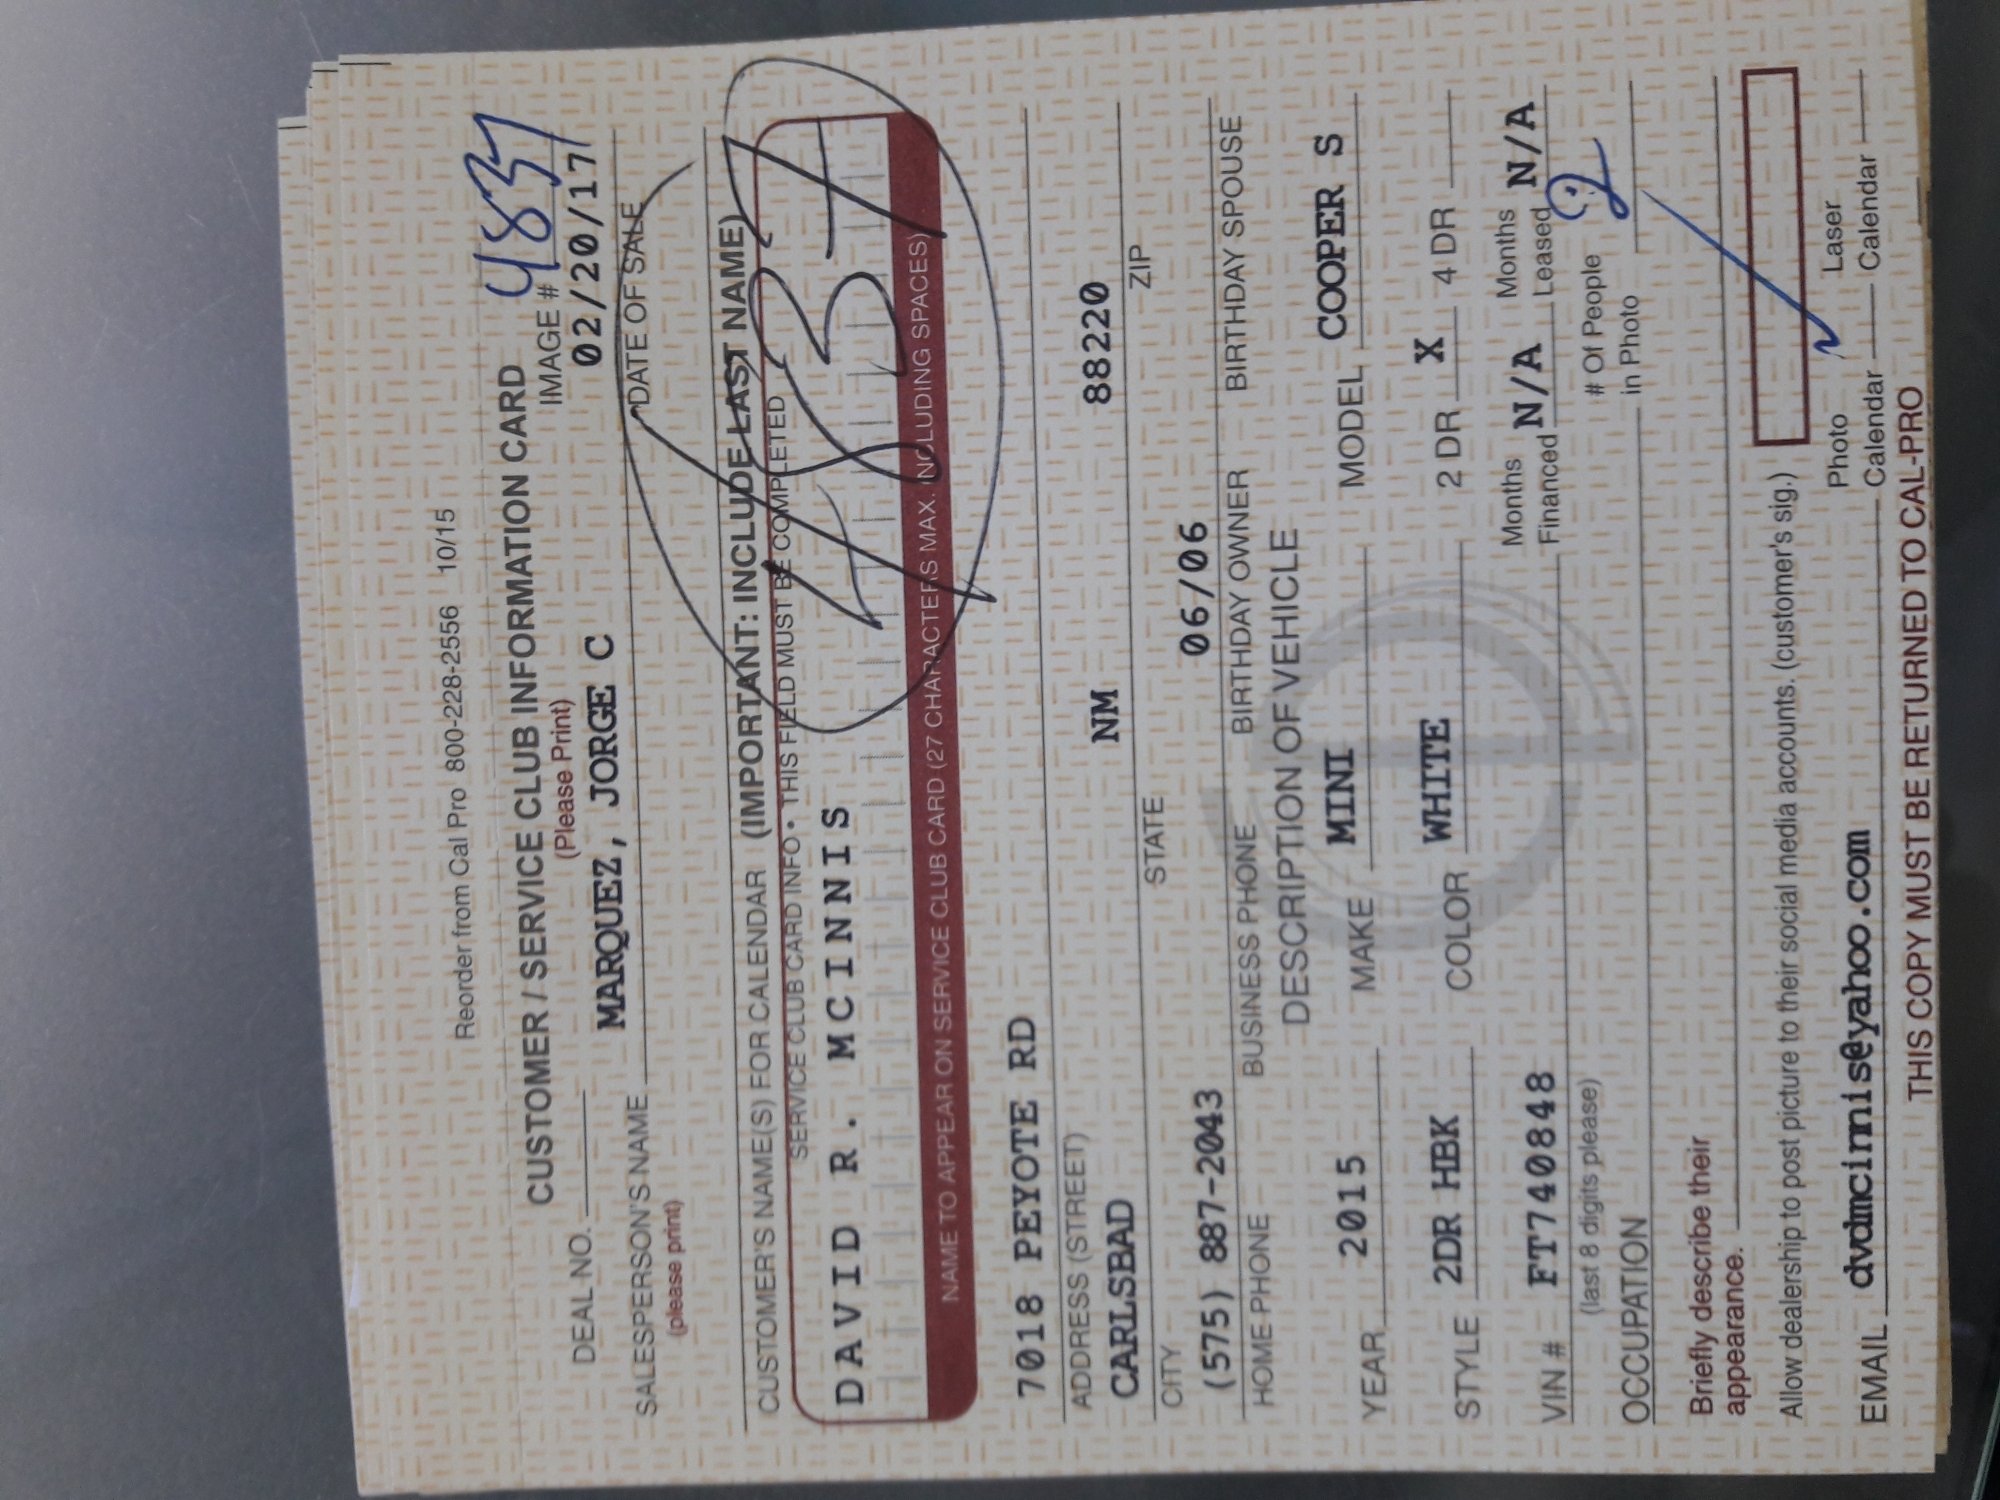 Reorder from Cal Pro 800-228-2556 10/15
CUSTOMER / SERVICE CLUB INFORMATION CARD
(Please Print)
IMAGE # 4837
DEAL NO.
02/20/17
DATE OF SALE
MARQUEZ, JORGE C
SALESPERSON'S NAME
(please print)
CUSTOMER'S NAME(S) FOR CALENDAR (IMPORTANT: INCLUDE LAST NAME)
SERVICE CLUB CARD INFO • THIS FIELD MUST BE COMPLETED
DAVID R. MCINNIS
4837
NAME TO APPEAR ON SERVICE CLUB CARD (27 CHARACTERS MAX. INCLUDING SPACES)
7018 PEYOTE RD
ADDRESS (STREET)
CARLSBAD NM 88220
CITY STATE ZIP
(575) 887-2043 06/06
HOME PHONE BUSINESS PHONE BIRTHDAY OWNER BIRTHDAY SPOUSE
DESCRIPTION OF VEHICLE
YEAR 2015 MAKE MINI MODEL COOPER S
STYLE 2DR HBK COLOR WHITE 2 DR X 4 DR
VIN # FT740848 Months Financed N/A Months Leased N/A
(last 8 digits please)
OCCUPATION # Of People in Photo 2
Briefly describe their
appearance.
Allow dealership to post picture to their social media accounts. (customer's sig.)
EMAIL dvdmcinnis@yahoo.com Photo Calendar Laser Calendar
THIS COPY MUST BE RETURNED TO CAL-PRO